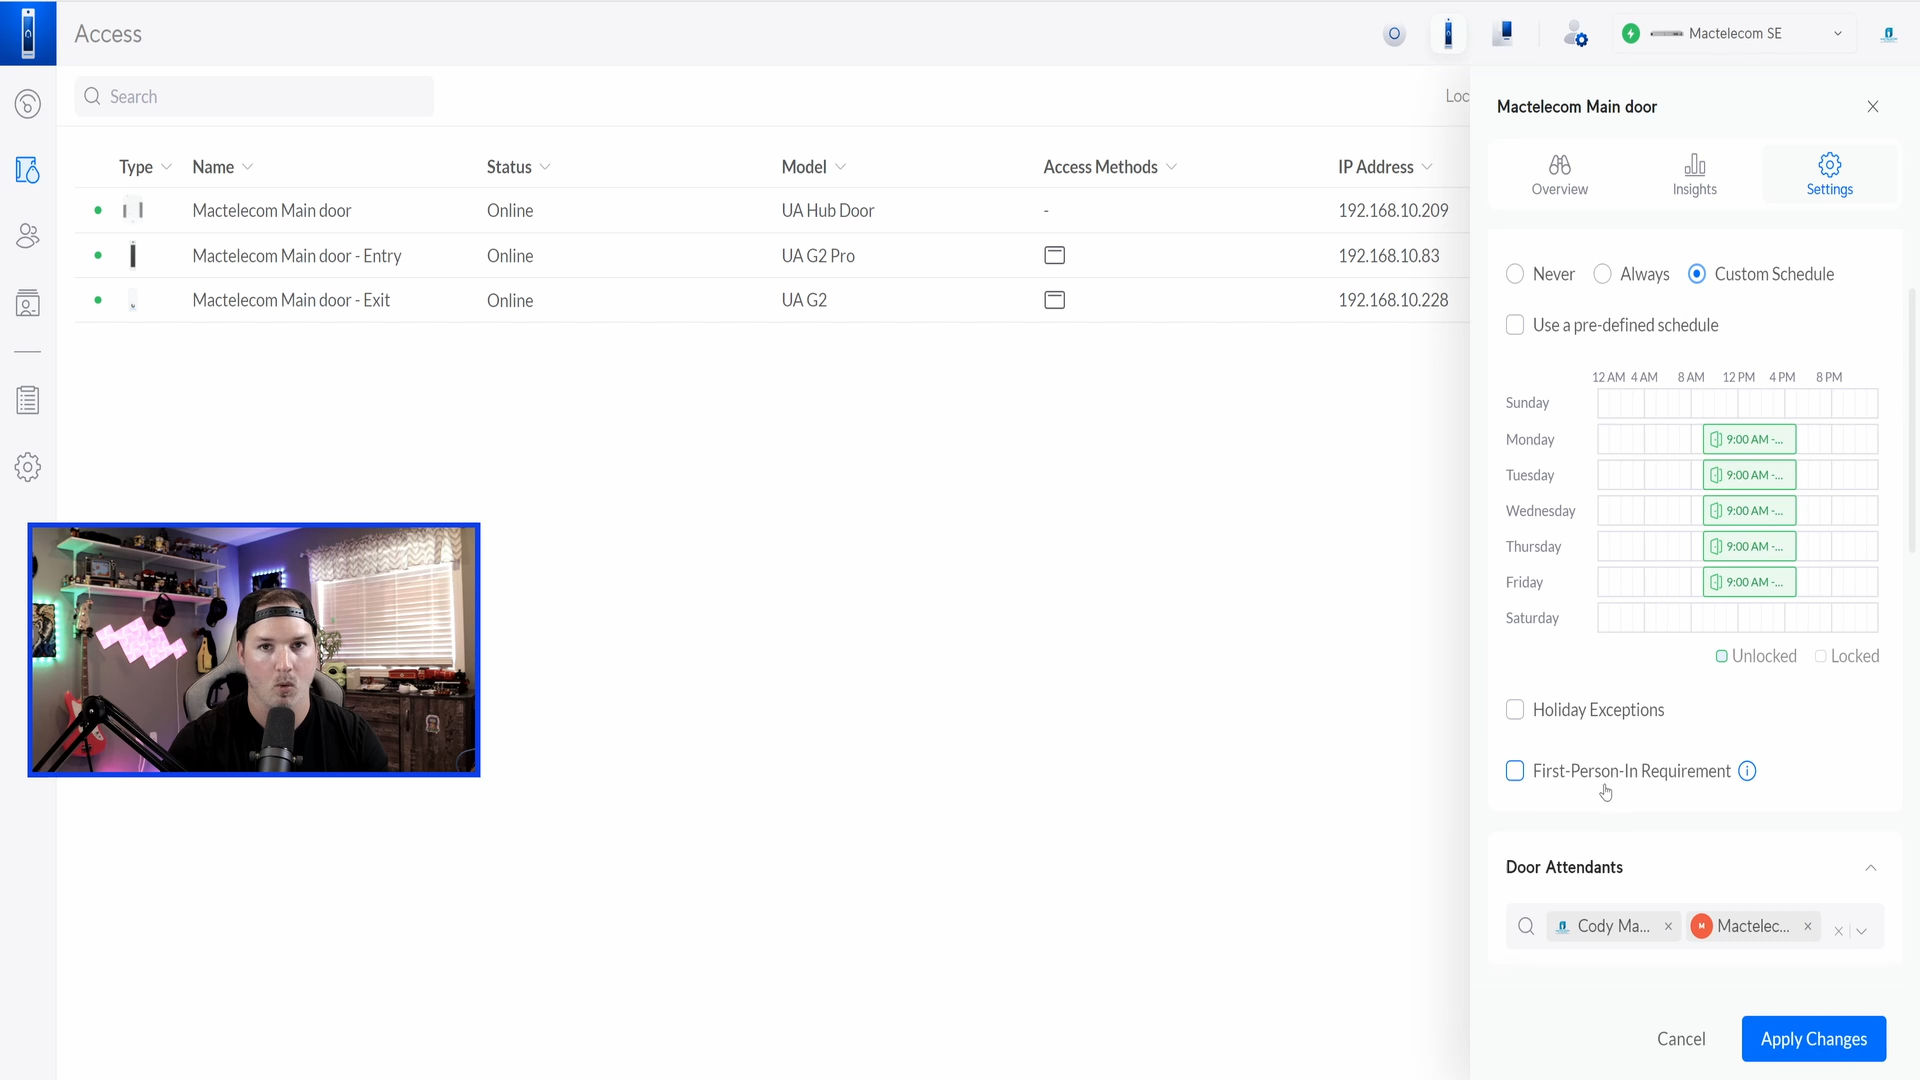 Access
Mactelecom SE
Search
Loc
Type Name Status Model Access Methods IP Address
Mactelecom Main door Online UA Hub Door - 192.168.10.209
Mactelecom Main door - Entry Online UA G2 Pro 192.168.10.83
Mactelecom Main door - Exit Online UA G2 192.168.10.228
Mactelecom Main door
Overview Insights Settings
Never Always Custom Schedule
Use a pre-defined schedule
12 AM 4 AM 8 AM 12 PM 4 PM 8 PM
Sunday
Monday 9:00 AM -...
Tuesday 9:00 AM -...
Wednesday 9:00 AM -...
Thursday 9:00 AM -...
Friday 9:00 AM -...
Saturday
Unlocked Locked
Holiday Exceptions
First-Person-In Requirement
Door Attendants
Cody Ma... M Mactelec...
Cancel Apply Changes